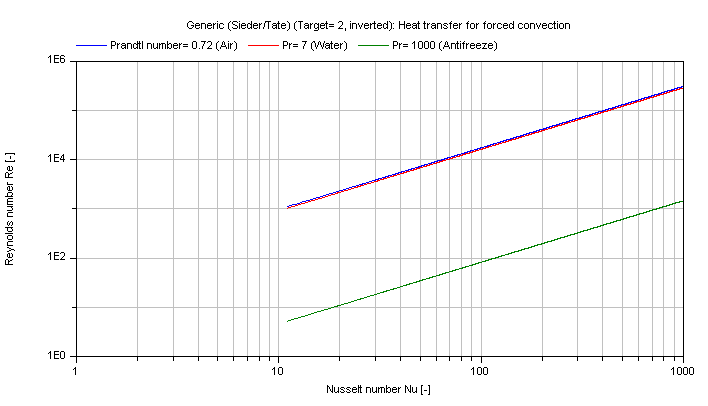 Generic (Sieder/Tate) (Target= 2, inverted): Heat transfer for forced convection
Prandtl number= 0.72 (Air) Pr= 7 (Water) Pr= 1000 (Antifreeze)
1E6
1E4
1E2
1E0
Reynolds number Re [-]
1 10 100 1000
Nusselt number Nu [-]